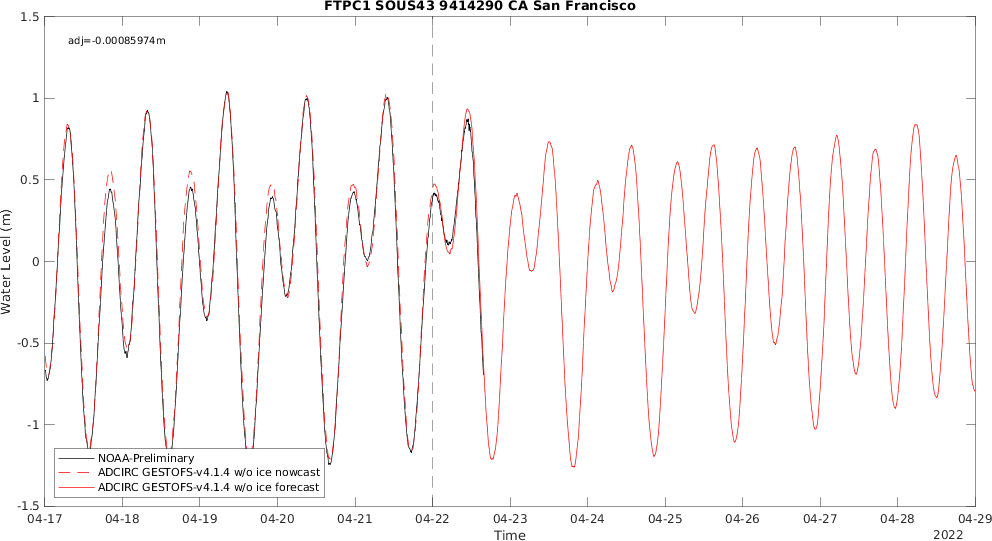 FTPC1 SOUS43 9414290 CA San Francisco
1.5
adj=-0.00085974m
1
0.5
0
-0.5
-1
-1.5
Water Level (m)
NOAA-Preliminary
ADCIRC GESTOFS-v4.1.4 w/o ice nowcast
ADCIRC GESTOFS-v4.1.4 w/o ice forecast
04-17 04-18 04-19 04-20 04-21 04-22 04-23 04-24 04-25 04-26 04-27 04-28 04-29
Time
2022